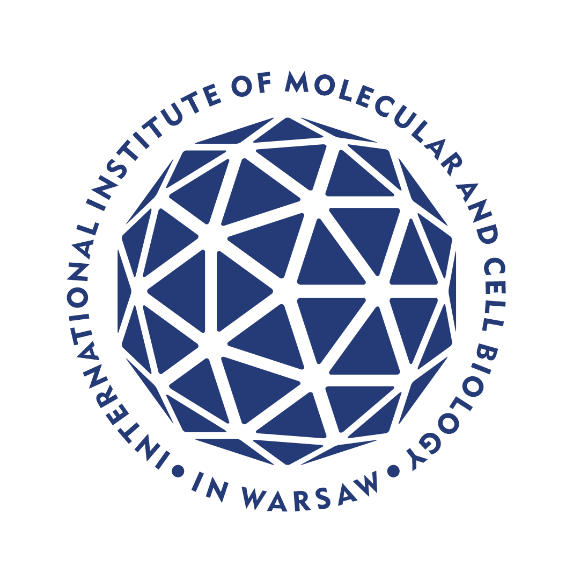 INTERNATIONAL INSTITUTE OF MOLECULAR AND CELL BIOLOGY
• IN WARSAW •